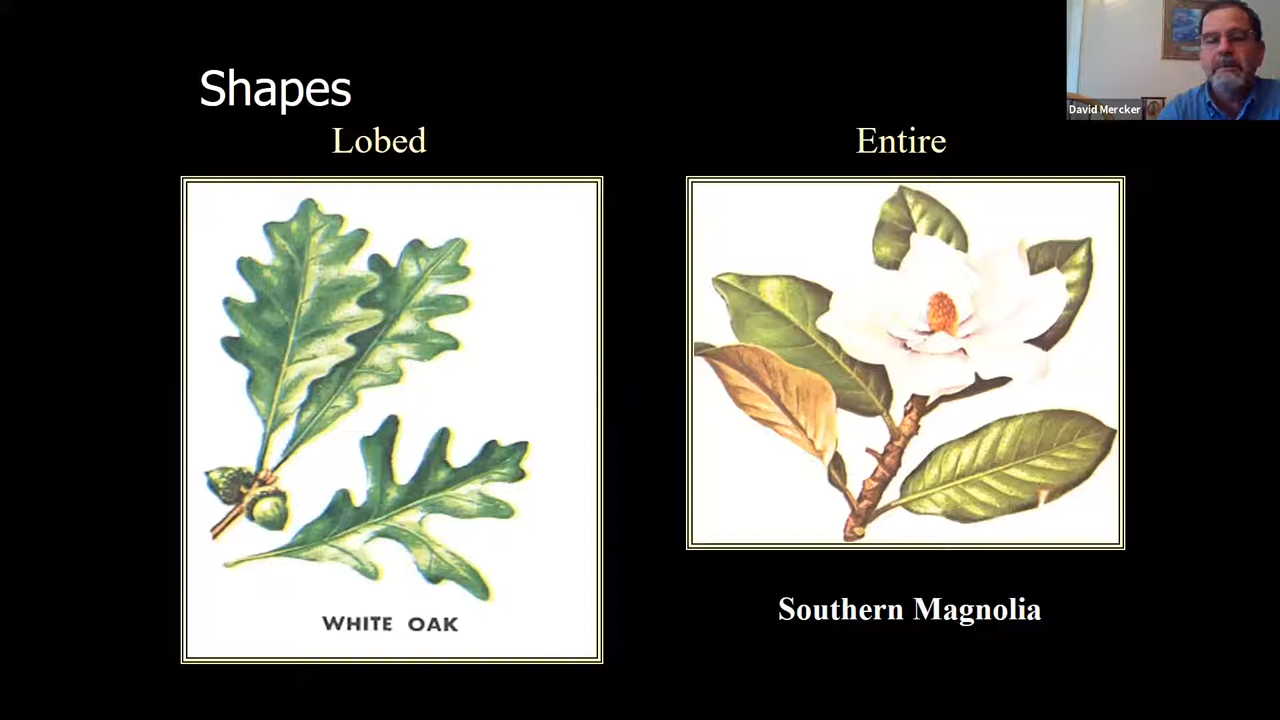 Shapes
Lobed
Entire
David Mercker
WHITE OAK
Southern Magnolia